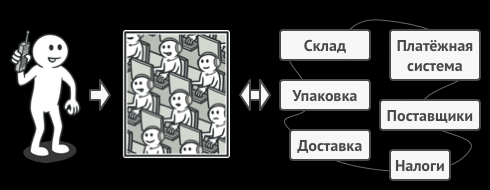 Склад
Платёжная
система
Упаковка
Поставщики
Доставка
Налоги